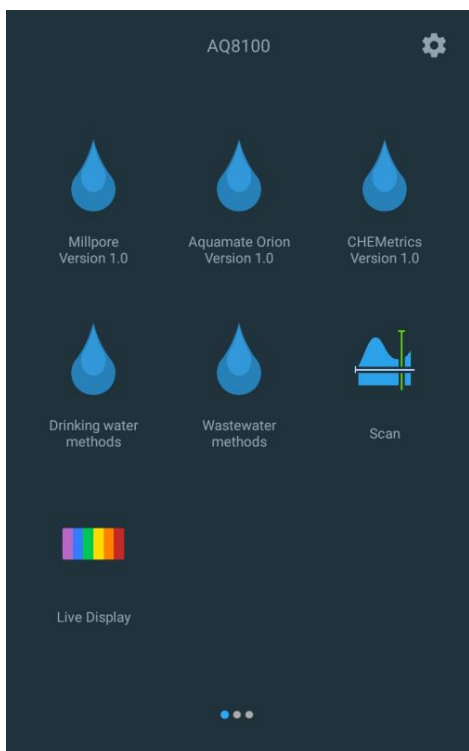 AQ8100
Millpore
Version 1.0
Aquamate Orion
Version 1.0
CHEMetrics
Version 1.0
Drinking water
methods
Wastewater
methods
Scan
Live Display